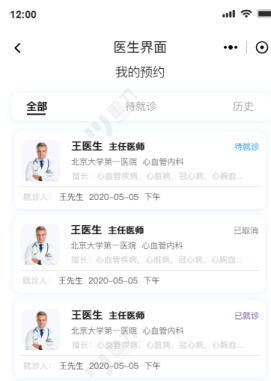 12:00
医生界面
我的预约
全部 待就诊 历史
王医生 主任医师 待就诊
北京大学第一医院 心血管内科
擅长：心血管疾病、心脏病、冠心病、心胸血...
就诊人： 王先生 2020-05-05 下午
王医生 主任医师 已取消
北京大学第一医院 心血管内科
擅长：心血管疾病、心脏病、冠心病、心胸血...
就诊人： 王先生 2020-05-05 下午
王医生 主任医师 已就诊
北京大学第一医院 心血管内科
擅长：心血管疾病、心脏病、冠心病、心胸血...
就诊人： 王先生 2020-05-05 下午